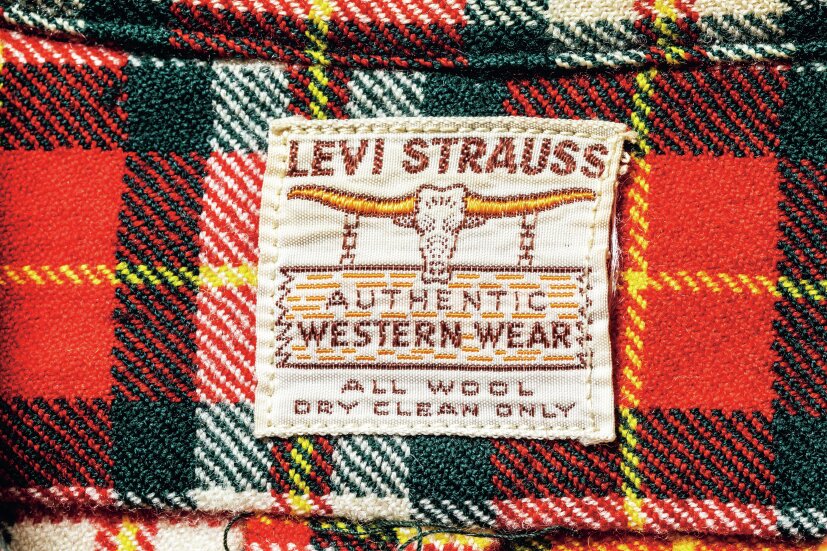 LEVI STRAUSS
AUTHENTIC
WESTERN-WEAR
ALL WOOL
DRY CLEAN ONLY